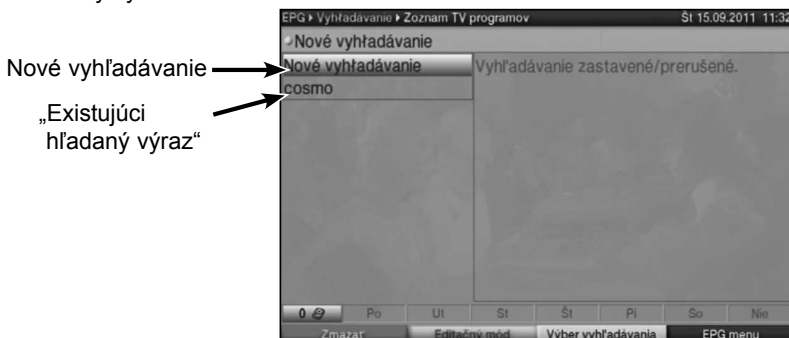 EPG ▸ Vyhľadávanie ▸ Zoznam TV programov Št 15.09.2011 11:32
Nové vyhľadávanie
Nové vyhľadávanie
„Existujúci
hľadaný výraz“
Nové vyhľadávanie
cosmo
Vyhľadávanie zastavené/prerušené.
0 Po Ut St Št Pi So Nie
Zmazať Editačný mód Výber vyhľadávania EPG menu